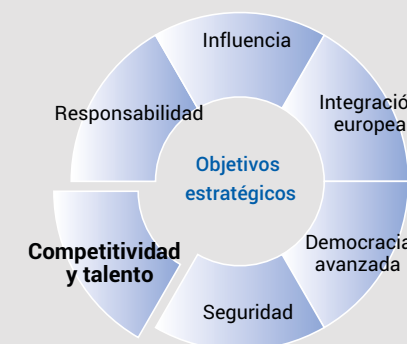 Influencia
Integració
europea
Democracia
avanzada
Seguridad
Competitividad
y talento
Responsabilidad
Objetivos
estratégicos